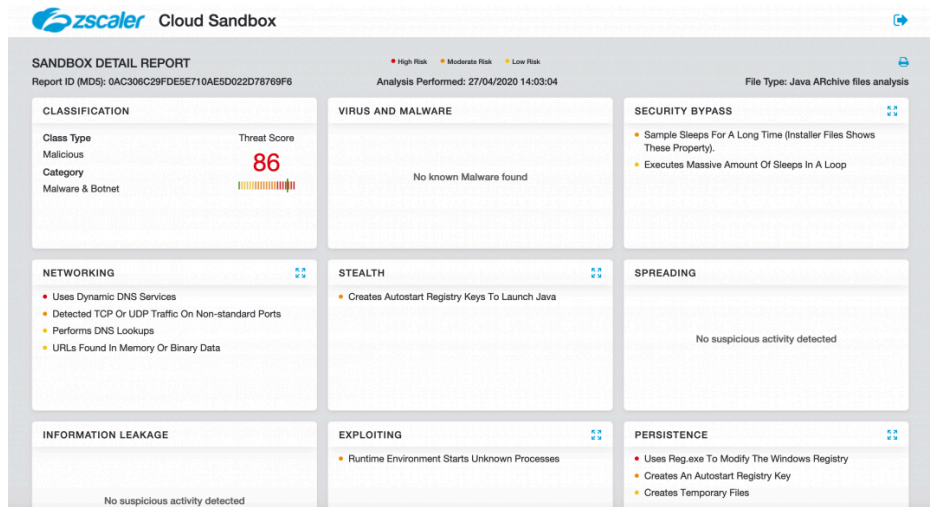 zscaler Cloud Sandbox
SANDBOX DETAIL REPORT
High Risk Moderate Risk Low Risk
Report ID (MD5): 0AC306C29FDE5E710AE5D022D78769F6
Analysis Performed: 27/04/2020 14:03:04
File Type: Java ARchive files analysis
CLASSIFICATION
Class Type
Threat Score
Malicious
86
Category
Malware & Botnet
VIRUS AND MALWARE
No known Malware found
SECURITY BYPASS
Sample Sleeps For A Long Time (Installer Files Shows
These Property).
Executes Massive Amount Of Sleeps In A Loop
NETWORKING
Uses Dynamic DNS Services
Detected TCP Or UDP Traffic On Non-standard Ports
Performs DNS Lookups
URLs Found In Memory Or Binary Data
STEALTH
Creates Autostart Registry Keys To Launch Java
SPREADING
No suspicious activity detected
INFORMATION LEAKAGE
No suspicious activity detected
EXPLOITING
Runtime Environment Starts Unknown Processes
PERSISTENCE
Uses Reg.exe To Modify The Windows Registry
Creates An Autostart Registry Key
Creates Temporary Files